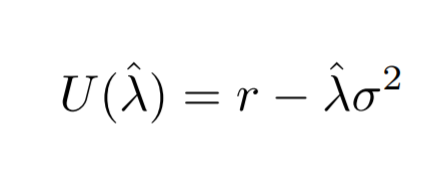 U(λ̂) = r − λ̂σ²